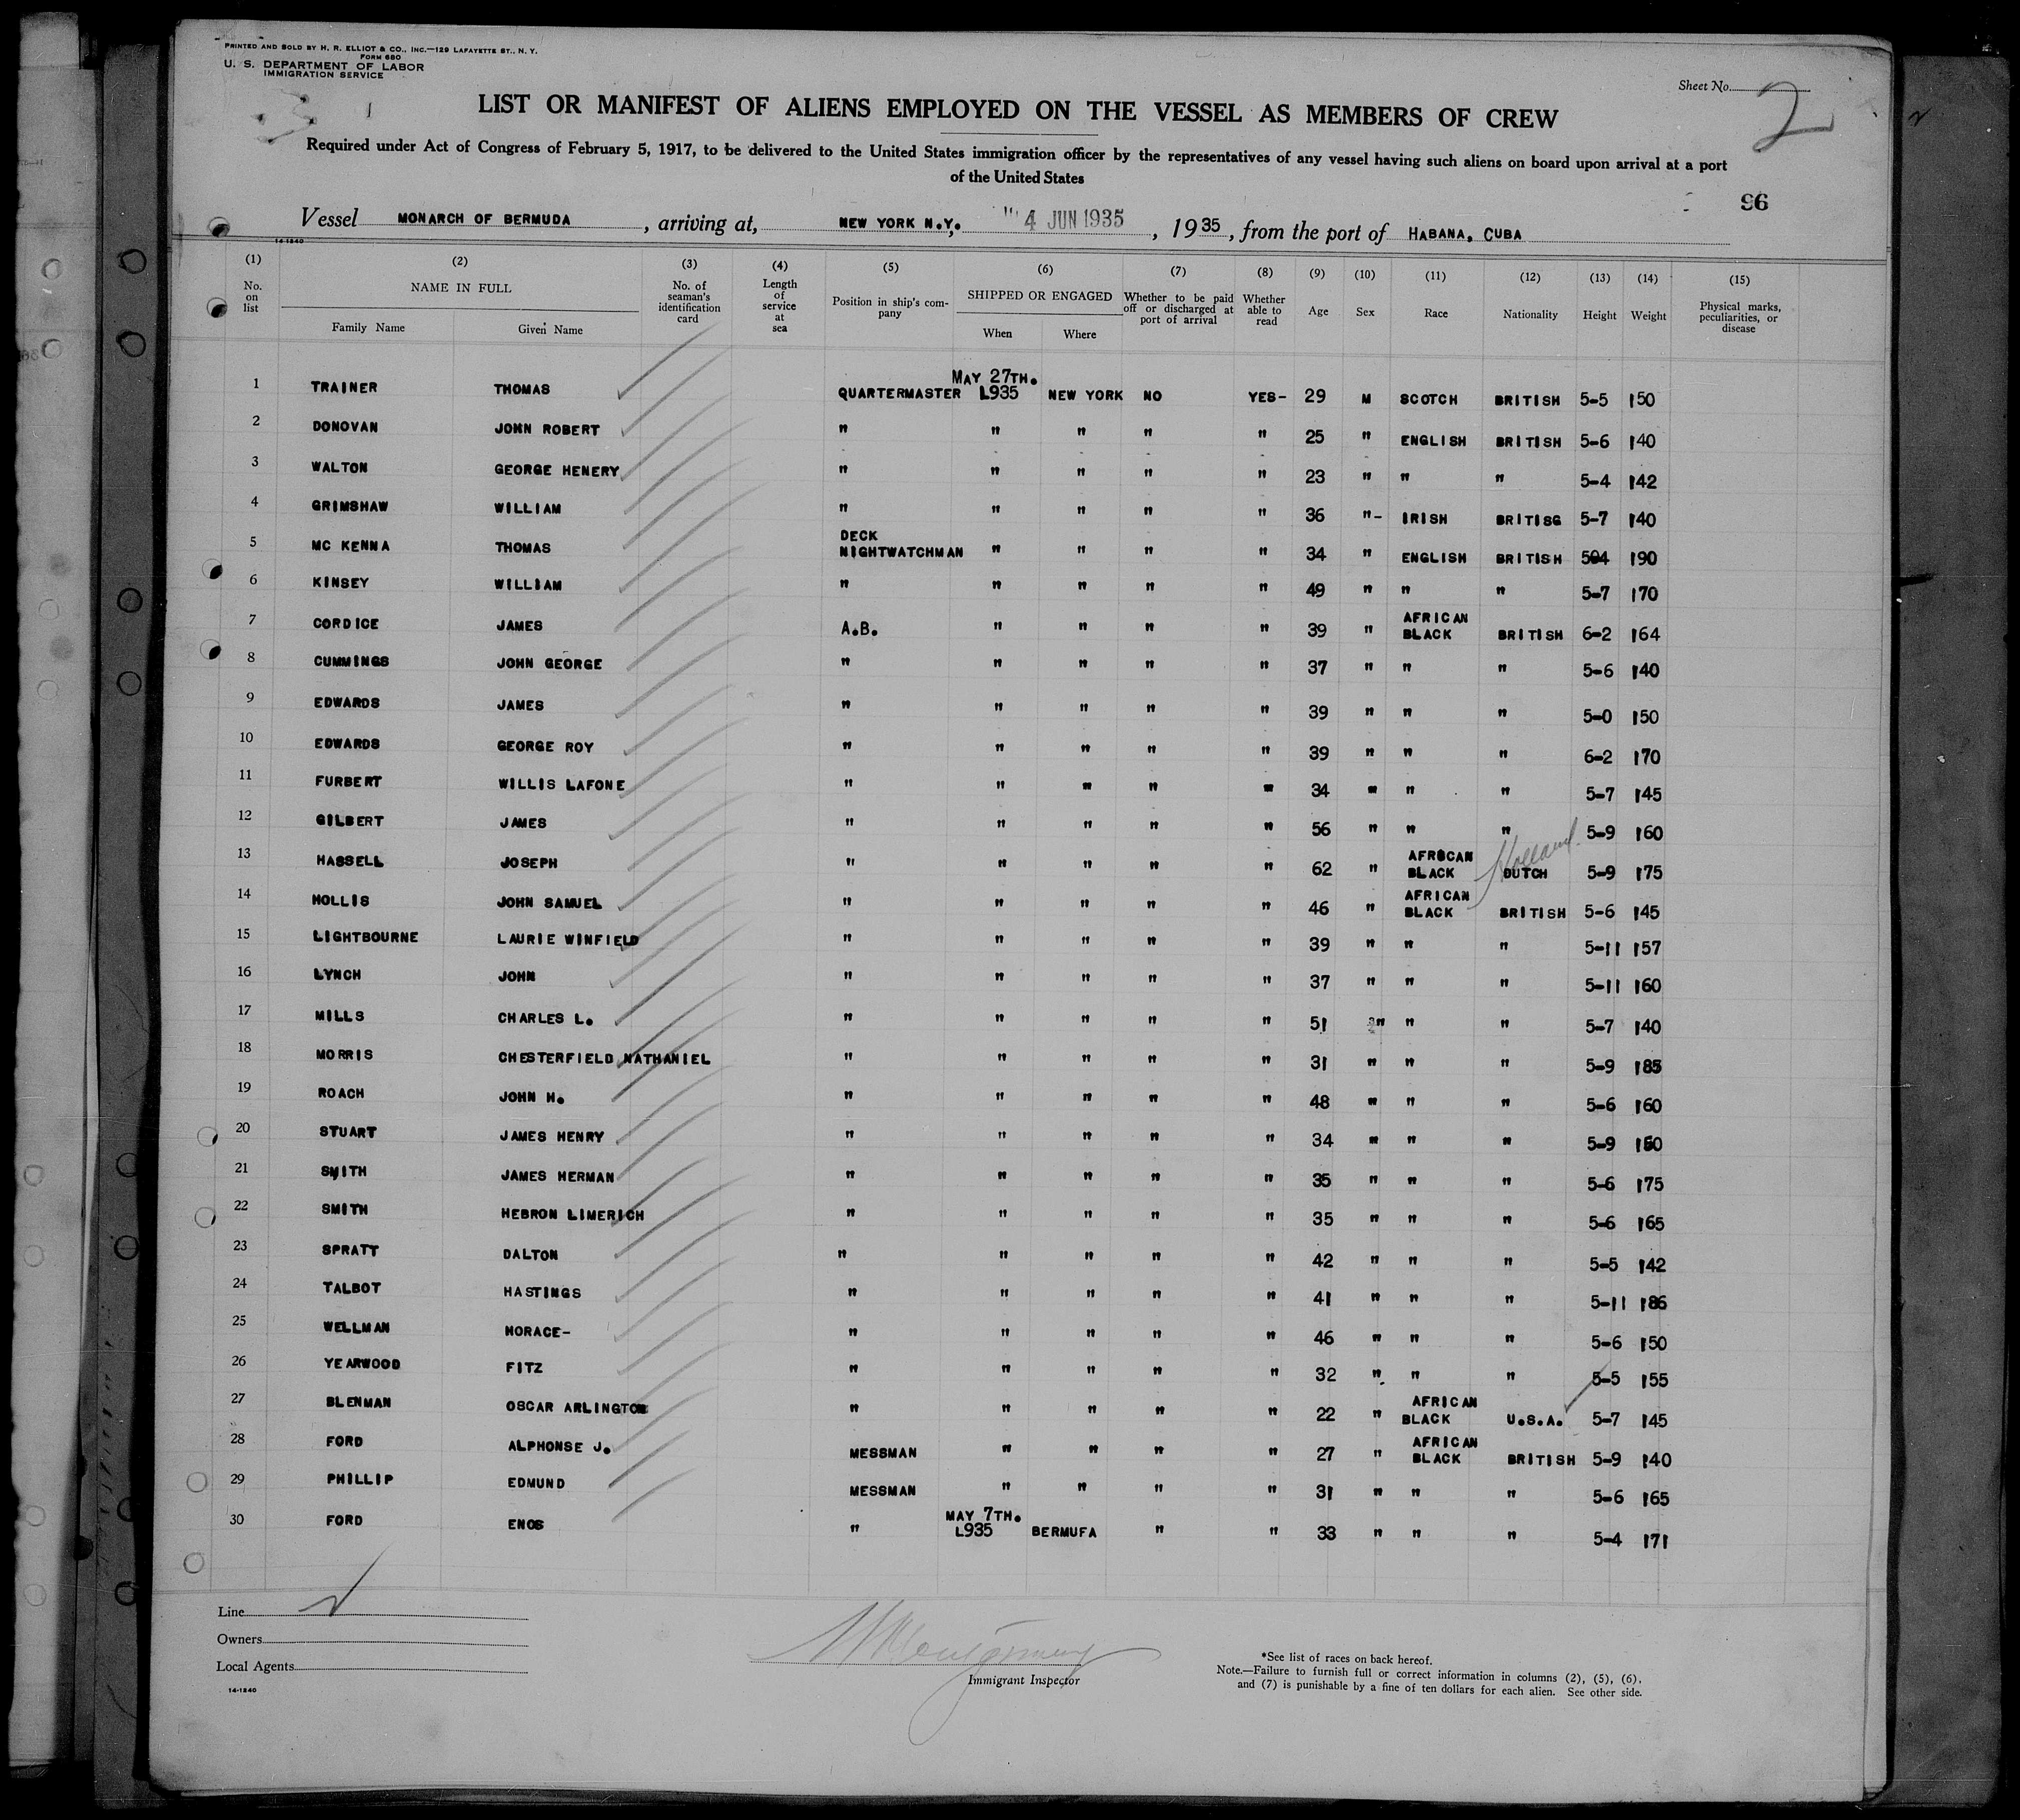 PRINTED AND SOLD BY H. R. ELLIOT & CO., INC.—129 LAFAYETTE ST., N. Y.
FORM 680
U. S. DEPARTMENT OF LABOR
IMMIGRATION SERVICE
Sheet No. 2
LIST OR MANIFEST OF ALIENS EMPLOYED ON THE VESSEL AS MEMBERS OF CREW
Required under Act of Congress of February 5, 1917, to be delivered to the United States immigration officer by the representatives of any vessel having such aliens on board upon arrival at a port
of the United States
96
Vessel MONARCH OF BERMUDA, arriving at, NEW YORK N.Y. 4 JUN 1935, 1935, from the port of HABANA, CUBA
14-1240
(1) (2) (3) (4) (5) (6) (7) (8) (9) (10) (11) (12) (13) (14) (15)
No. on list NAME IN FULL Family Name Given Name No. of seaman's identification card Length of service at sea Position in ship's company SHIPPED OR ENGAGED When Where Whether to be paid off or discharged at port of arrival Whether able to read Age Sex Race Nationality Height Weight Physical marks, peculiarities, or disease
1 TRAINER THOMAS QUARTERMASTER MAY 27TH. L935 NEW YORK NO YES- 29 M SCOTCH BRITISH 5-5 150
2 DONOVAN JOHN ROBERT " " " " " 25 " ENGLISH BRITISH 5-6 140
3 WALTON GEORGE HENERY " " " " " 23 " " " 5-4 142
4 GRIMSHAW WILLIAM " " " " " 36 "- IRISH BRITISG 5-7 140
5 MC KENNA THOMAS DECK NIGHTWATCHMAN " " " " 34 " ENGLISH BRITISH 504 190
6 KINSEY WILLIAM " " " " " 49 " " " 5-7 170
7 CORDICE JAMES A.B. " " " " 39 " AFRICAN BLACK BRITISH 6-2 164
8 CUMMINGS JOHN GEORGE " " " " " 37 " " " 5-6 140
9 EDWARDS JAMES " " " " " 39 " " " 5-0 150
10 EDWARDS GEORGE ROY " " " " " 39 " " " 6-2 170
11 FURBERT WILLIS LAFONE " " " " " 34 " " " 5-7 145
12 GILBERT JAMES " " " " " 56 " " " 5-9 160
13 HASSELL JOSEPH " " " " " 62 " AFRSCAN BLACK Holland. DUTCH 5-9 175
14 HOLLIS JOHN SAMUEL " " " " " 46 " AFRICAN BLACK BRITISH 5-6 145
15 LIGHTBOURNE LAURIE WINFIELD " " " " " 39 " " " 5-11 157
16 LYNCH JOHN " " " " " 37 " " " 5-11 160
17 MILLS CHARLES L. " " " " " 51 " " " 5-7 140
18 MORRIS CHESTERFIELD NATHANIEL " " " " " 31 " " " 5-9 185
19 ROACH JOHN H. " " " " " 48 " " " 5-6 160
20 STUART JAMES HENRY " " " " " 34 " " " 5-9
21 SMITH JAMES HERMAN " " " " " 35 " " " 5-6 175
22 SMITH HEBRON LIMERICH " " " " " 35 " " " 5-6 165
23 SPRATT DALTON " " " " " 42 " " " 5-5 142
24 TALBOT HASTINGS " " " " " 41 " " " 5-11 186
25 WELLMAN HORACE- " " " " " 46 " " " 5-6 150
26 YEARWOOD FITZ " " " " " 32 " " " 5-5 155
27 BLENMAN OSCAR ARLINGTON " " " " " 22 " AFRICAN BLACK U.S.A. 5-7 145
28 FORD ALPHONSE J. MESSMAN " " " " 27 " AFRICAN BLACK BRITISH 5-9 140
29 PHILLIP EDMUND MESSMAN " " " " 31 " " " 5-6 165
30 FORD ENOS " MAY 7TH. L935 BERMUFA " " 33 " " " 5-4 171
Line
Owners
Local Agents
14-1240
Montgomery
Immigrant Inspector
*See list of races on back hereof.
Note.—Failure to furnish full or correct information in columns (2), (5), (6),
and (7) is punishable by a fine of ten dollars for each alien. See other side.